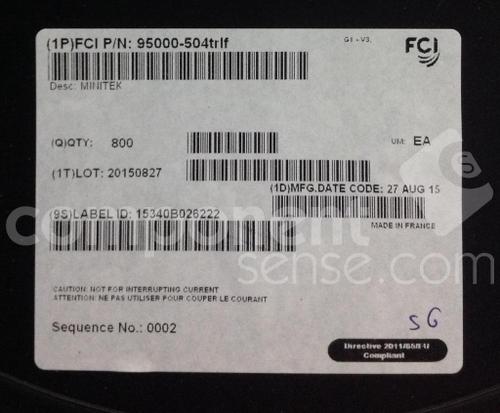 (1P)FCI P/N: 95000-504trlf
G1 - V3.
FCI
Desc: MINITEK
(Q)QTY: 800
UM: EA
(1T)LOT: 20150827
(1D)MFG.DATE CODE: 27 AUG 15
(9S)LABEL ID: 15340B026222
MADE IN FRANCE
component
sense.com
CAUTION: NOT FOR INTERRUPTING CURRENT
ATTENTION: NE PAS UTILISER POUR COUPER LE COURANT
Sequence No.: 0002
SG
Directive 2011/65/EU
Compliant